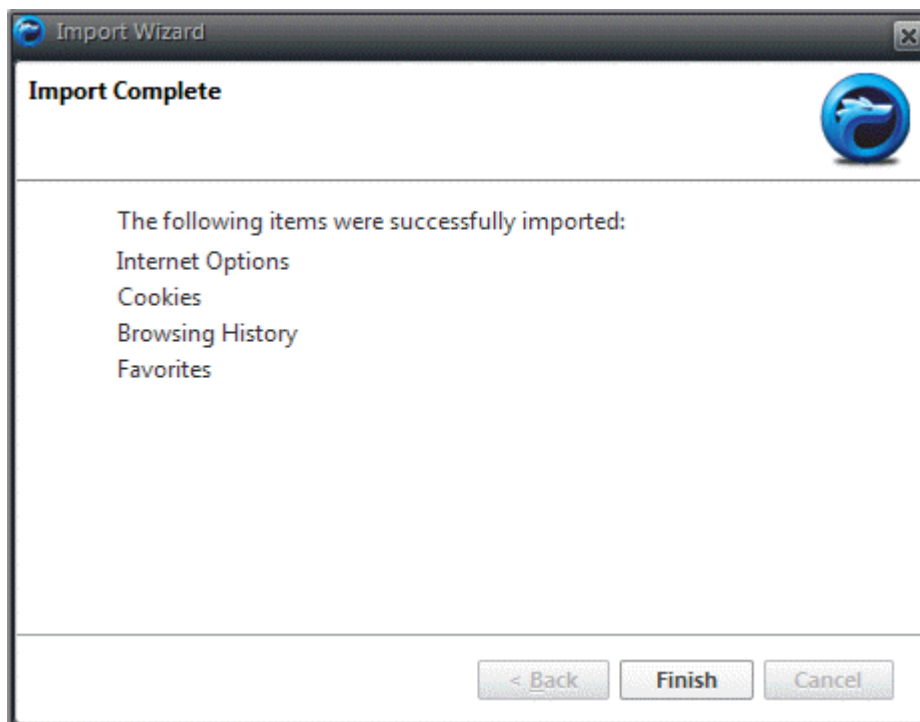 Import Wizard
Import Complete
The following items were successfully imported:
Internet Options
Cookies
Browsing History
Favorites
< Back Finish Cancel